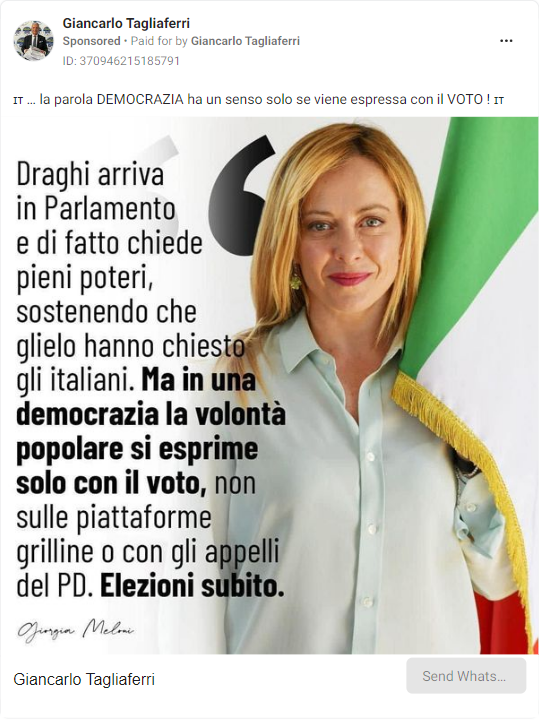 Giancarlo Tagliaferri
Sponsored • Paid for by Giancarlo Tagliaferri
ID: 370946215185791
IT ... la parola DEMOCRAZIA ha un senso solo se viene espressa con il VOTO ! IT
Draghi arriva
in Parlamento
e di fatto chiede
pieni poteri,
sostenendo che
glielo hanno chiesto
gli italiani. Ma in una
democrazia la volontà
popolare si esprime
solo con il voto, non
sulle piattaforme
grilline o con gli appelli
del PD. Elezioni subito.
Giorgia Meloni
Giancarlo Tagliaferri
Send Whats...